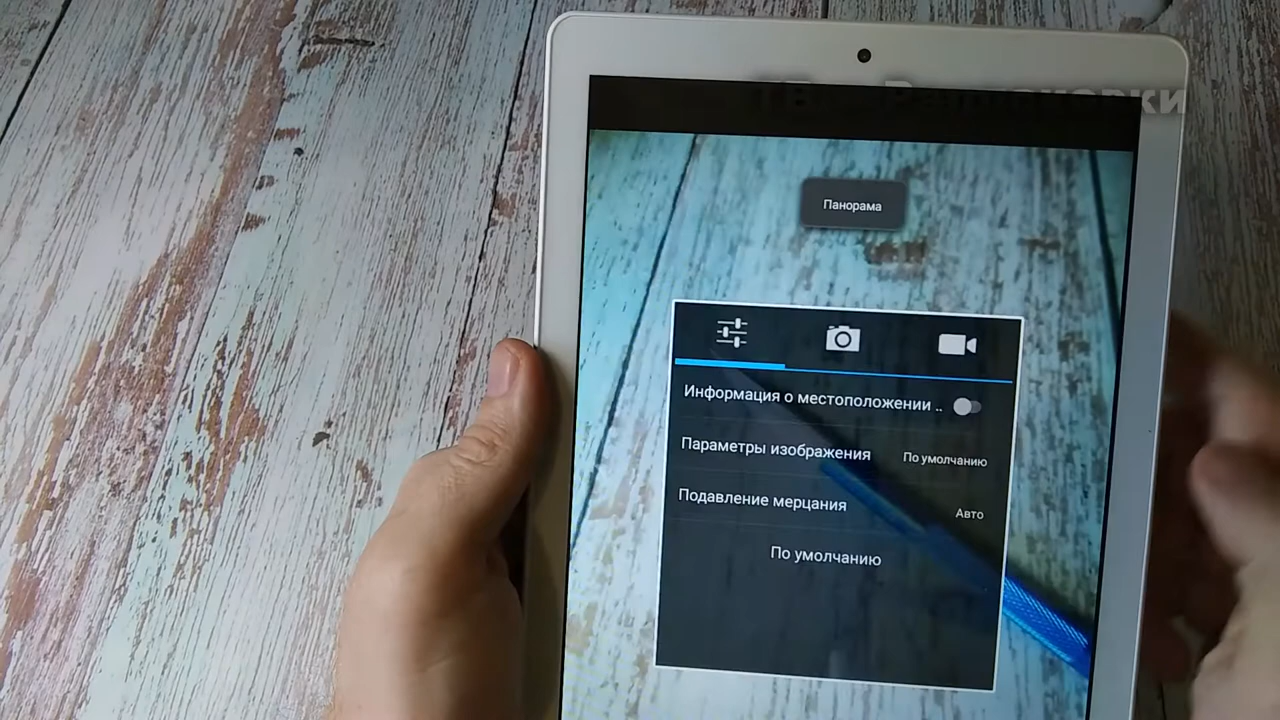 Панорама
Информация о местоположении ..
Параметры изображения
По умолчанию
Подавление мерцания
Авто
По умолчанию